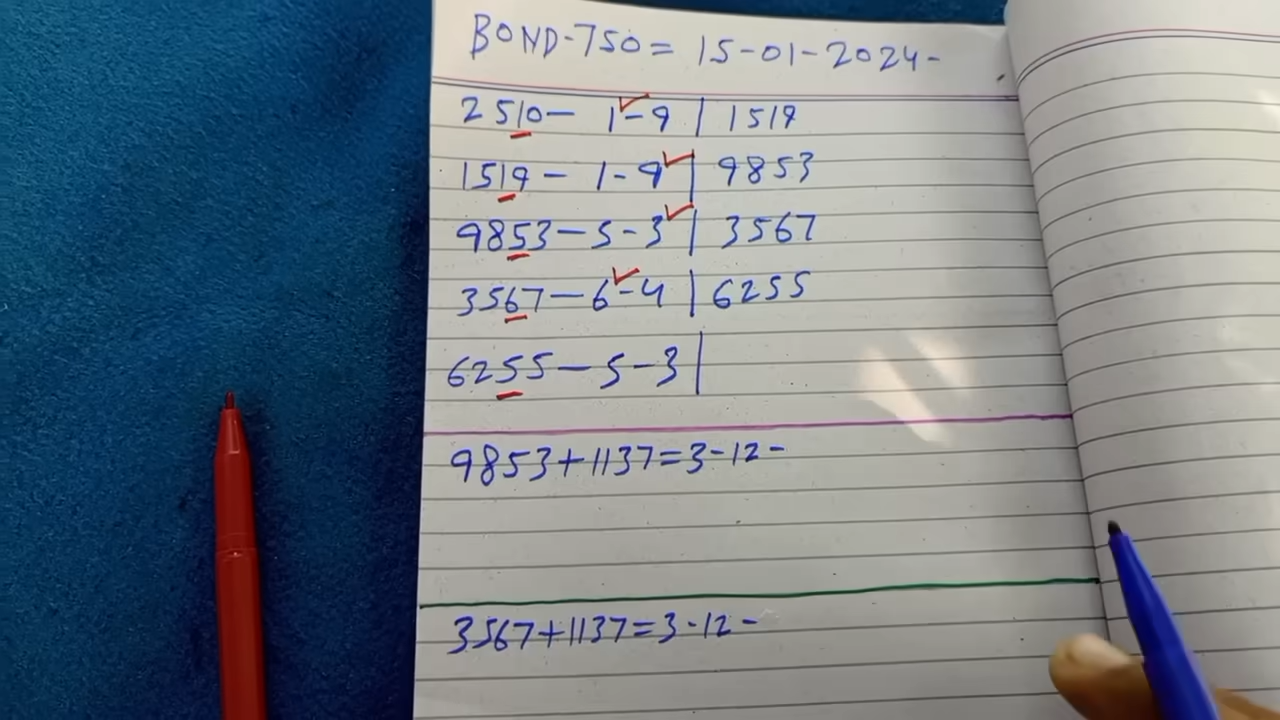 BOND-750= 15-01-2024-
2510- 1-9 | 1519
1519- 1-9 | 9853
9853-5-3 | 3567
3567-6-4 | 6255
6255-5-3 |
9853+1137=3-12-
3567+1137=3-12-